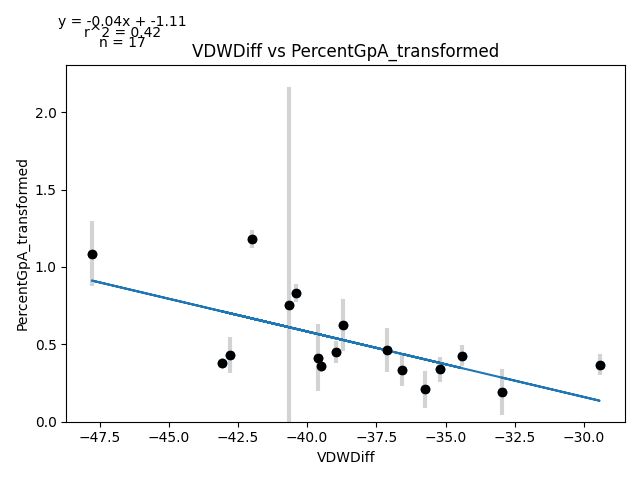 y = -0.04x + -1.11
r^2 = 0.42
n = 17
VDWDiff vs PercentGpA_transformed
PercentGpA_transformed
2.0
1.5
1.0
0.5
0.0
−47.5 −45.0 −42.5 −40.0 −37.5 −35.0 −32.5 −30.0
VDWDiff